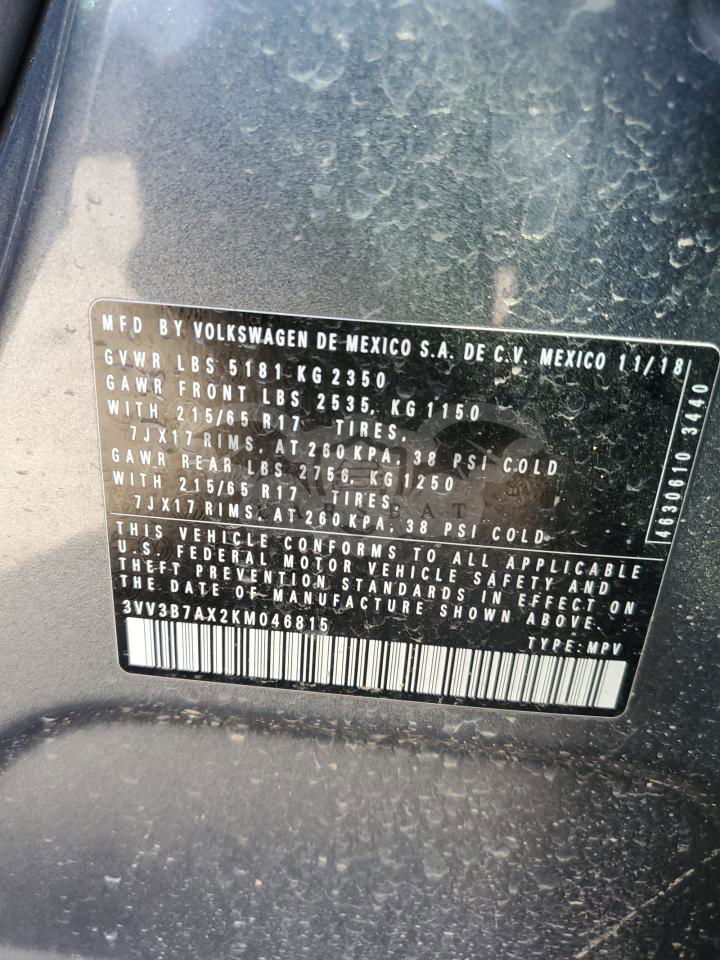 MFD BY VOLKSWAGEN DE MEXICO S.A. DE C.V. MEXICO 11/18
GVWR LBS 5181 KG 2350
GAWR FRONT LBS 2535, KG 1150
WITH 215/65 R17 TIRES,
7JX17 RIMS, AT 260 KPA, 38 PSI COLD
GAWR REAR LBS 2756, KG 1250
WITH 215/65 R17 TIRES
7JX17 RIMS, AT 260 KPA, 38 PSI COLD
4630610 3440
THIS VEHICLE CONFORMS TO ALL APPLICABLE
U.S. FEDERAL MOTOR VEHICLE SAFETY AND
THEFT PREVENTION STANDARDS IN EFFECT ON
THE DATE OF MANUFACTURE SHOWN ABOVE.
3VV3B7AX2KM046815
TYPE: MPV